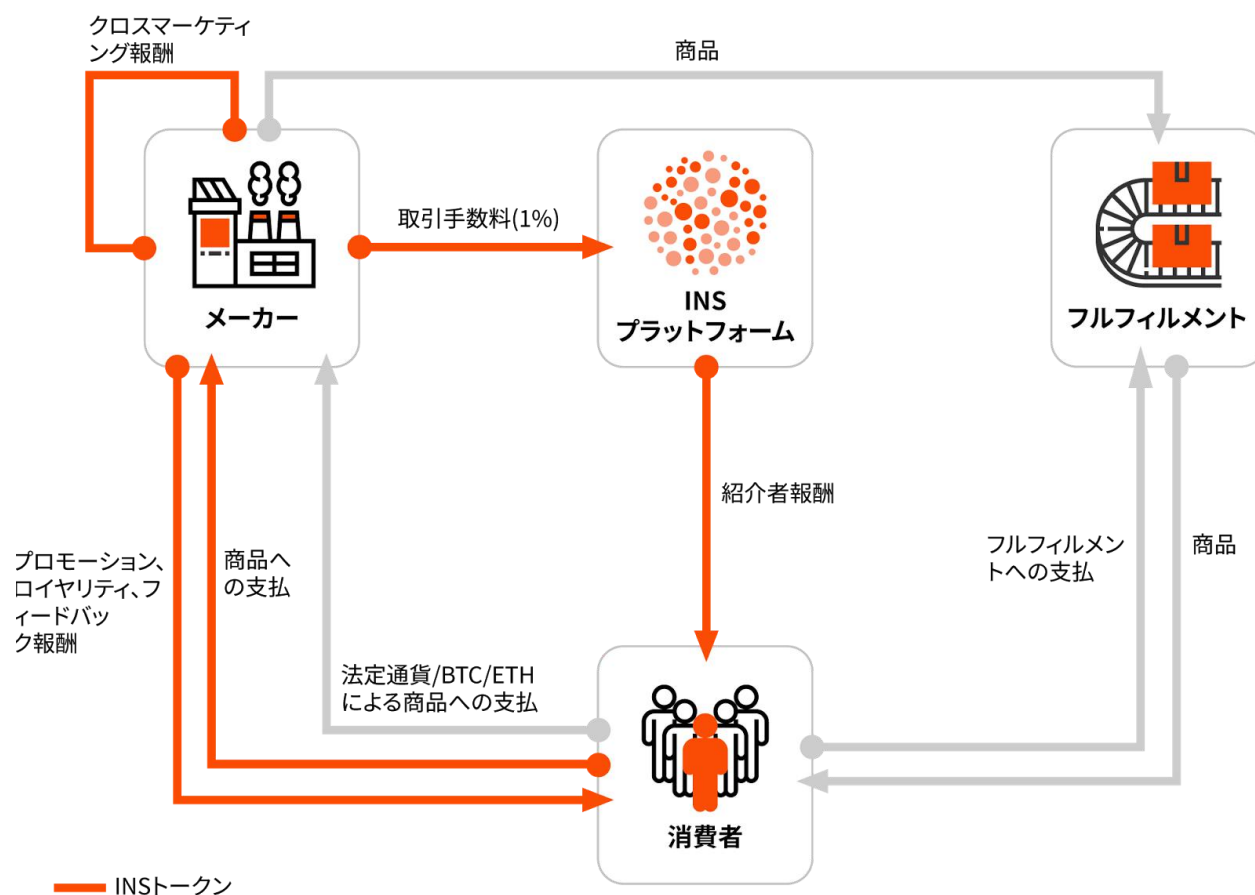 クロスマーケティ
ング報酬
商品
取引手数料(1%)
メーカー
INS
プラットフォーム
フルフィルメント
紹介者報酬
プロモーション、
ロイヤリティ、フ
ィードバッ
ク報酬
商品へ
の支払
フルフィルメン
トへの支払
商品
法定通貨/BTC/ETH
による商品への支払
消費者
INSトークン